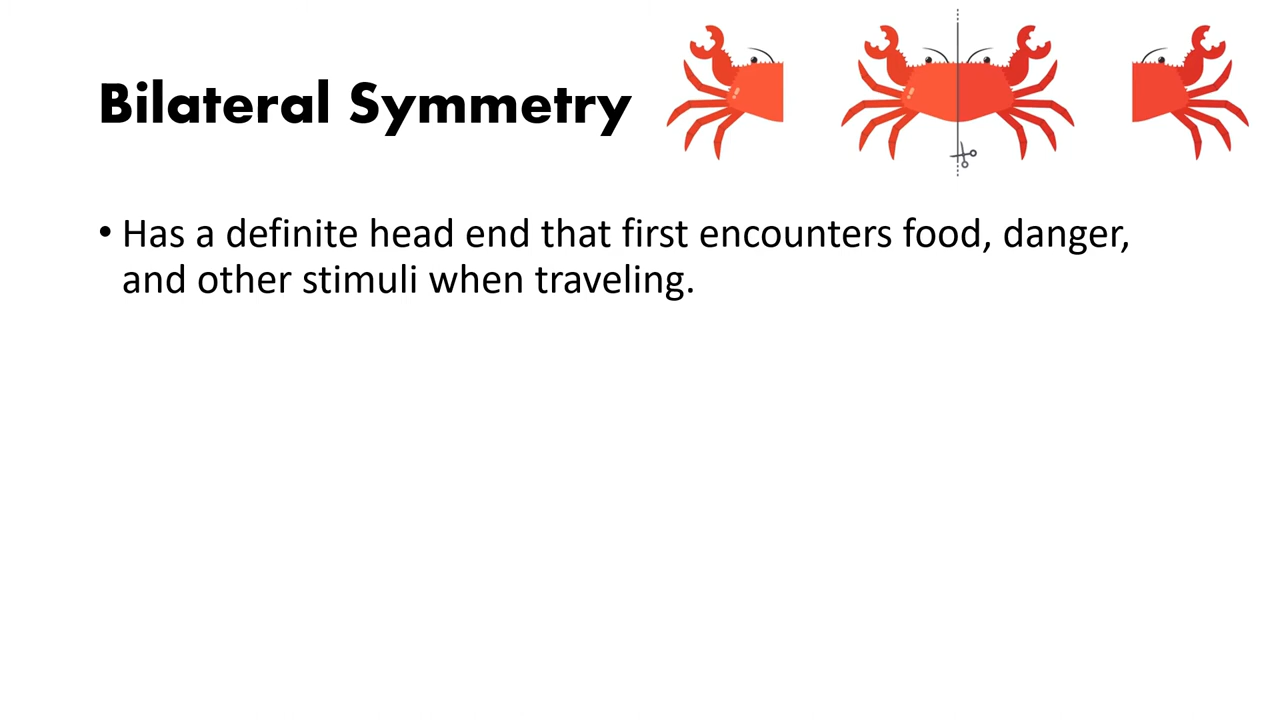 Bilateral Symmetry
• Has a definite head end that first encounters food, danger,
and other stimuli when traveling.